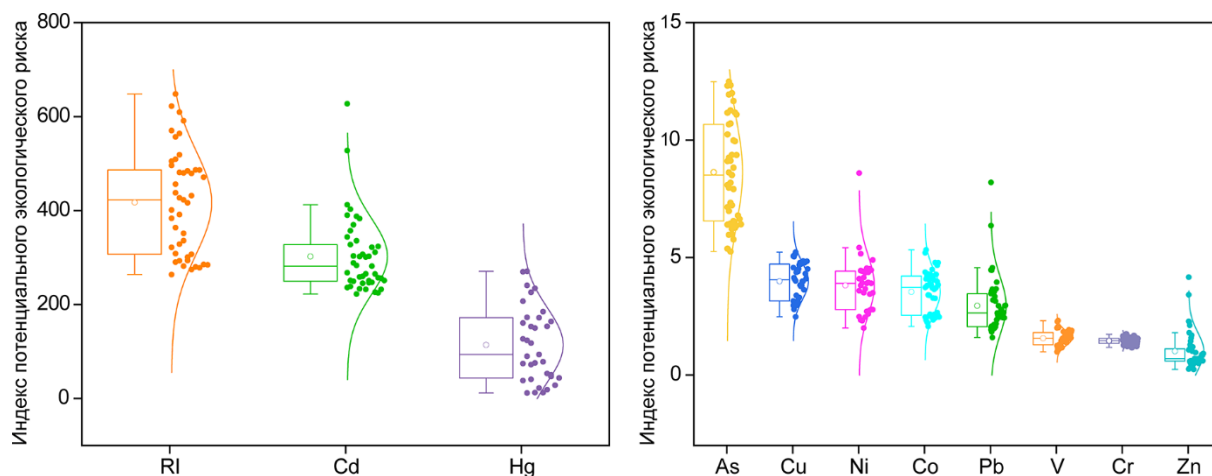 Индекс потенциального экологического риска
800
600
400
200
0
RI
Cd
Hg
Индекс потенциального экологического риска
15
10
5
0
As
Cu
Ni
Co
Pb
V
Cr
Zn